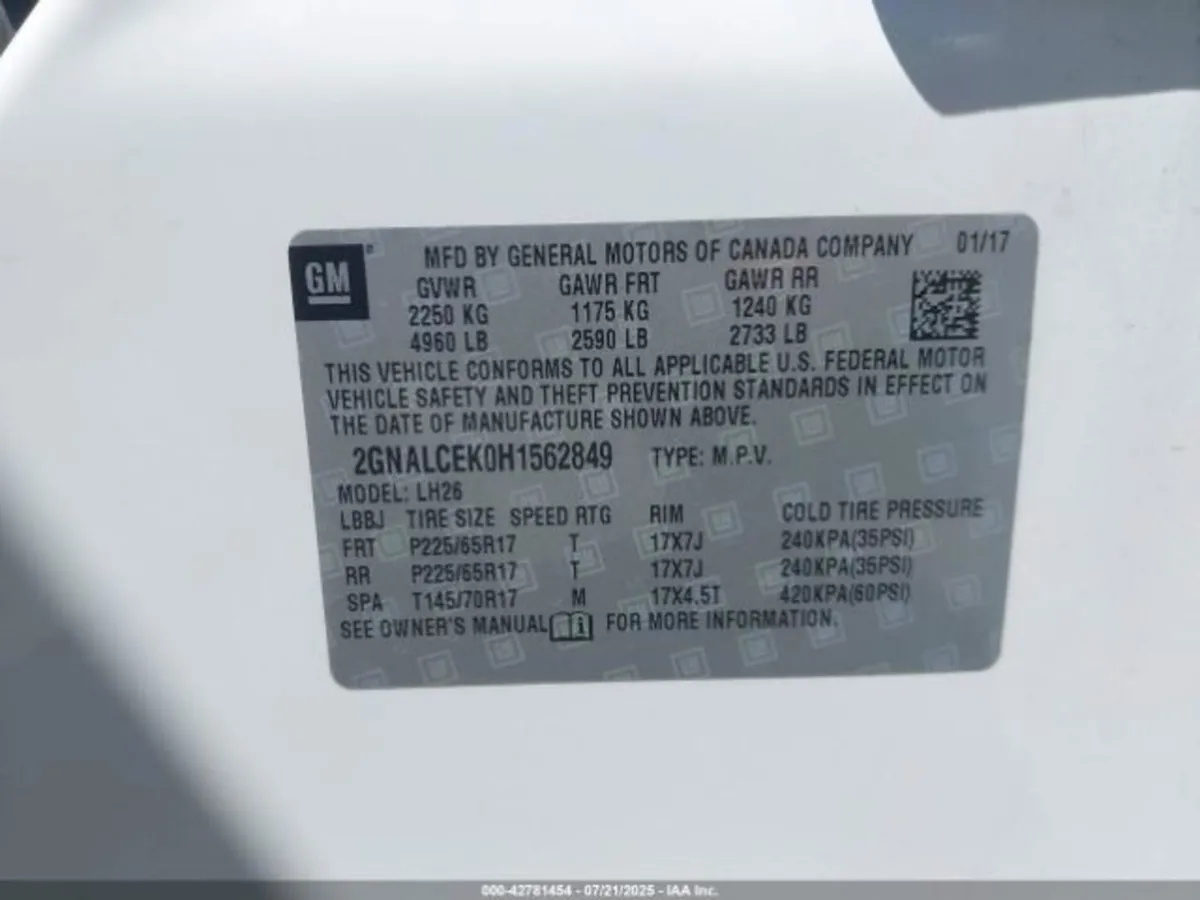 GM ®
MFD BY GENERAL MOTORS OF CANADA COMPANY 01/17
GVWR GAWR FRT GAWR RR
2250 KG 1175 KG 1240 KG
4960 LB 2590 LB 2733 LB
THIS VEHICLE CONFORMS TO ALL APPLICABLE U.S. FEDERAL MOTOR
VEHICLE SAFETY AND THEFT PREVENTION STANDARDS IN EFFECT ON
THE DATE OF MANUFACTURE SHOWN ABOVE.
2GNALCEK0H1562849 TYPE: M.P.V.
MODEL: LH26
LBBJ TIRE SIZE SPEED RTG RIM COLD TIRE PRESSURE
FRT P225/65R17 T 17X7J 240KPA(35PSI)
RR P225/65R17 T 17X7J 240KPA(35PSI)
SPA T145/70R17 M 17X4.5T 420KPA(60PSI)
SEE OWNER'S MANUAL i FOR MORE INFORMATION.
000-42781454 - 07/21/2025 - IAA Inc.